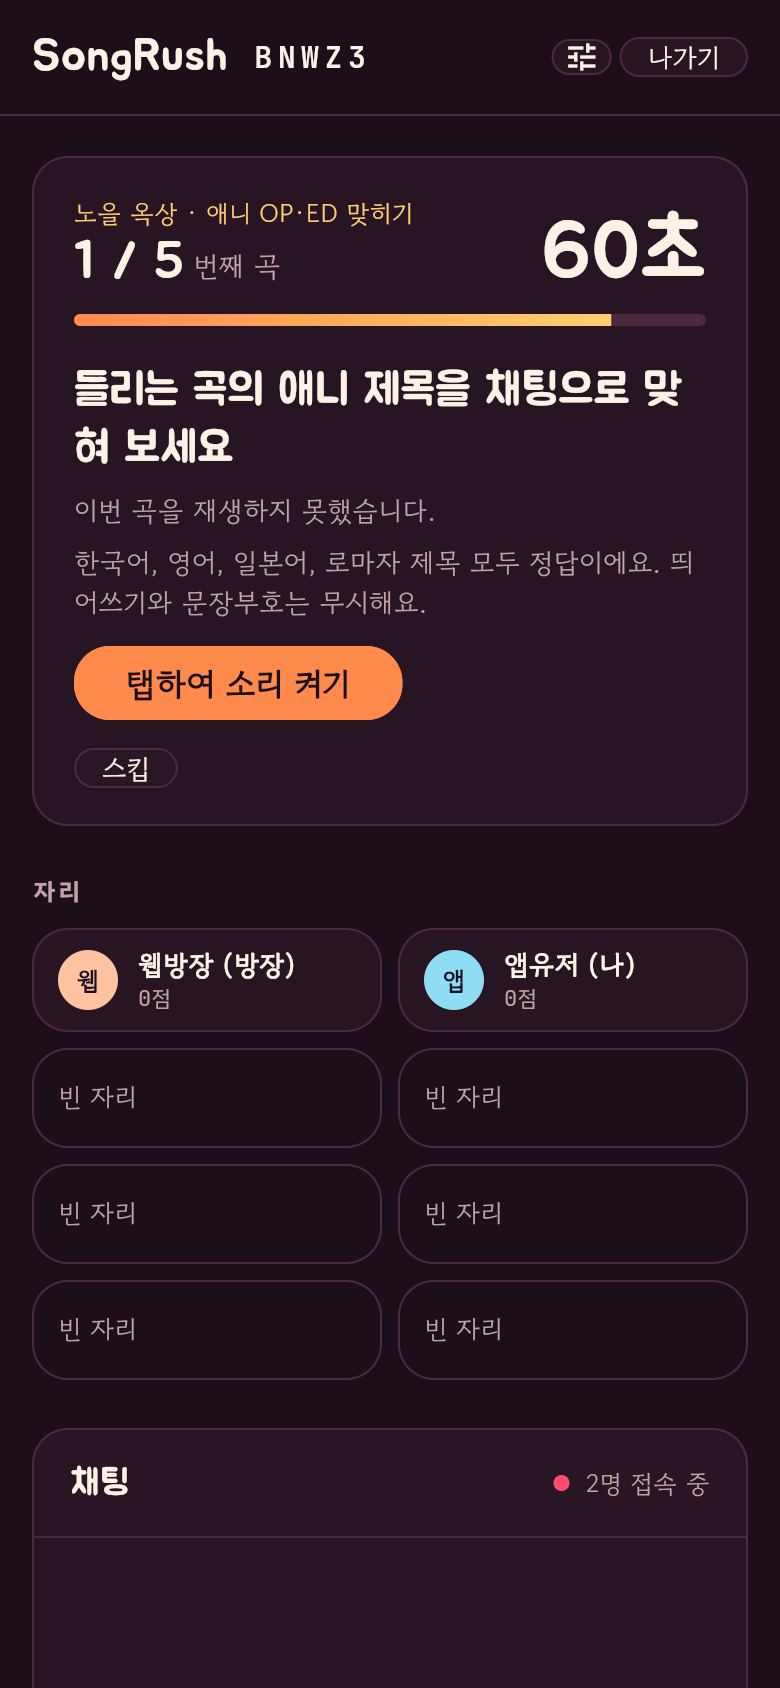 SongRush BNWZ3 나가기
노을 옥상 · 애니 OP·ED 맞히기
1 / 5 번째 곡
60초
들리는 곡의 애니 제목을 채팅으로 맞
혀 보세요
이번 곡을 재생하지 못했습니다.
한국어, 영어, 일본어, 로마자 제목 모두 정답이에요. 띄
어쓰기와 문장부호는 무시해요.
탭하여 소리 켜기
스킵
자리
웹 웹방장 (방장)
0점
앱 앱유저 (나)
0점
빈 자리
빈 자리
빈 자리
빈 자리
빈 자리
빈 자리
채팅 2명 접속 중